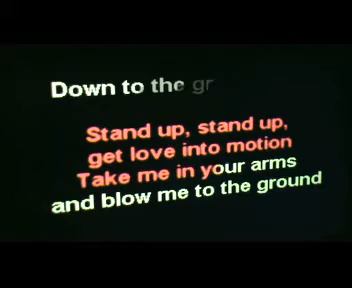 Down to the gr
Stand up, stand up,
get love into motion
Take me in your arms
and blow me to the ground